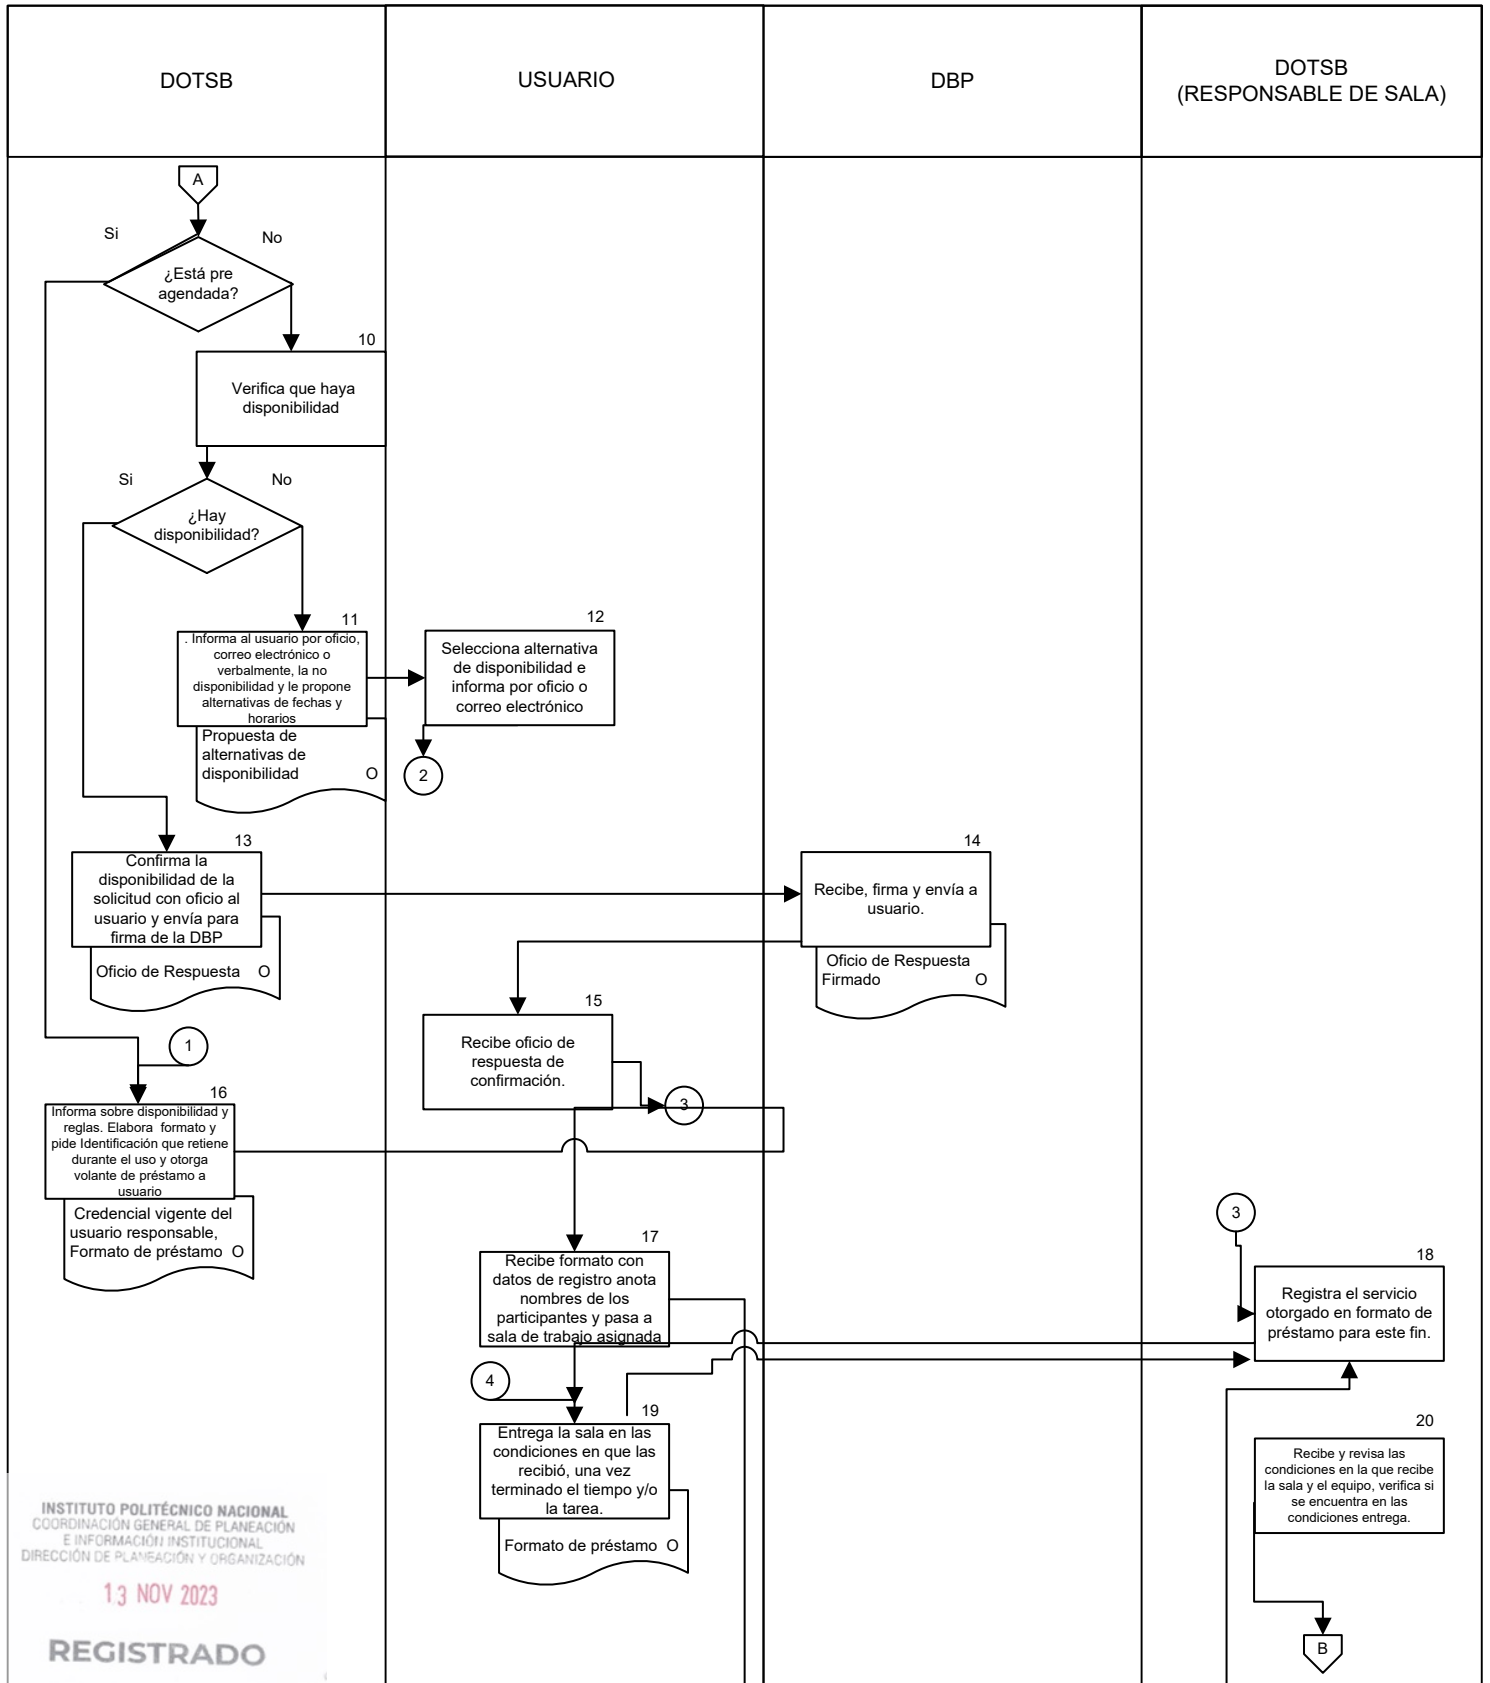 DOTSB
USUARIO
DBP
DOTSB
(RESPONSABLE DE SALA)
A
Si
No
¿Está pre
agendada?
10
Verifica que haya
disponibilidad
Si
No
¿Hay
disponibilidad?
11
. Informa al usuario por oficio,
correo electrónico o
verbalmente, la no
disponibilidad y le propone
alternativas de fechas y
horarios
Propuesta de
alternativas de
disponibilidad O
12
Selecciona alternativa
de disponibilidad e
informa por oficio o
correo electrónico
2
13
Confirma la
disponibilidad de la
solicitud con oficio al
usuario y envía para
firma de la DBP
Oficio de Respuesta O
14
Recibe, firma y envía a
usuario.
Oficio de Respuesta
Firmado O
15
Recibe oficio de
respuesta de
confirmación.
3
1
16
Informa sobre disponibilidad y
reglas. Elabora formato y
pide Identificación que retiene
durante el uso y otorga
volante de préstamo a
usuario
Credencial vigente del
usuario responsable,
Formato de préstamo O
17
Recibe formato con
datos de registro anota
nombres de los
participantes y pasa a
sala de trabajo asignada
3
18
Registra el servicio
otorgado en formato de
préstamo para este fin.
4
19
Entrega la sala en las
condiciones en que las
recibió, una vez
terminado el tiempo y/o
la tarea.
Formato de préstamo O
20
Recibe y revisa las
condiciones en la que recibe
la sala y el equipo, verifica si
se encuentra en las
condiciones entrega.
B
INSTITUTO POLITÉCNICO NACIONAL
COORDINACIÓN GENERAL DE PLANEACIÓN
E INFORMACIÓN INSTITUCIONAL
DIRECCIÓN DE PLANEACIÓN Y ORGANIZACIÓN
13 NOV 2023
REGISTRADO